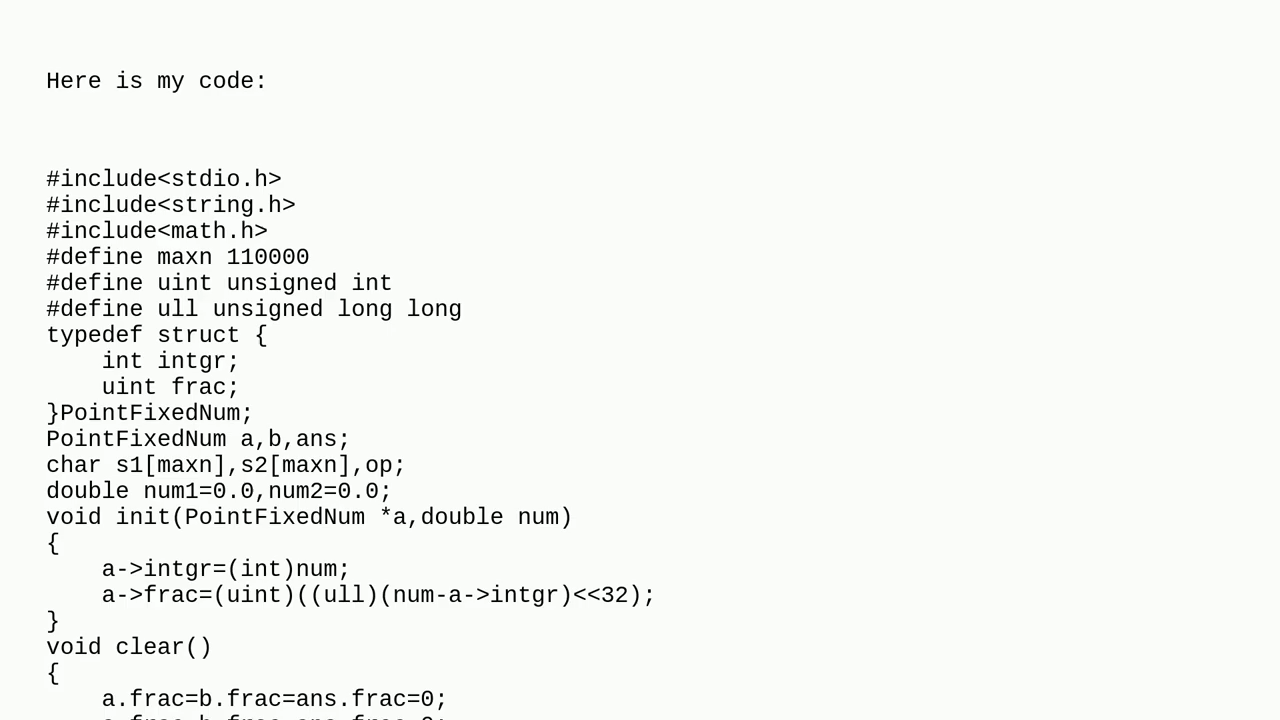 Here is my code:
#include<stdio.h>
#include<string.h>
#include<math.h>
#define maxn 110000
#define uint unsigned int
#define ull unsigned long long
typedef struct {
    int intgr;
    uint frac;
}PointFixedNum;
PointFixedNum a,b,ans;
char s1[maxn],s2[maxn],op;
double num1=0.0,num2=0.0;
void init(PointFixedNum *a,double num)
{
    a->intgr=(int)num;
    a->frac=(uint)((ull)(num-a->intgr)<<32);
}
void clear()
{
    a.frac=b.frac=ans.frac=0;